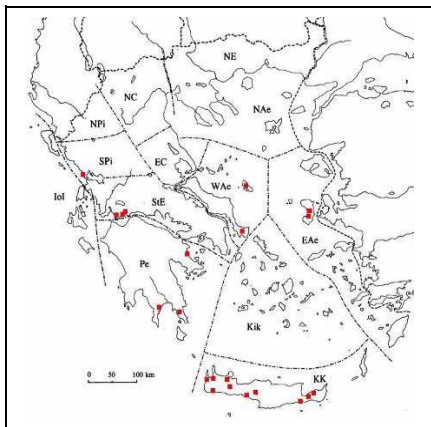 NE
NC
NAe
NPi
SPi
EC
WAe
IoI
StE
EAe
Pe
Kik
KK
0 50 100 km